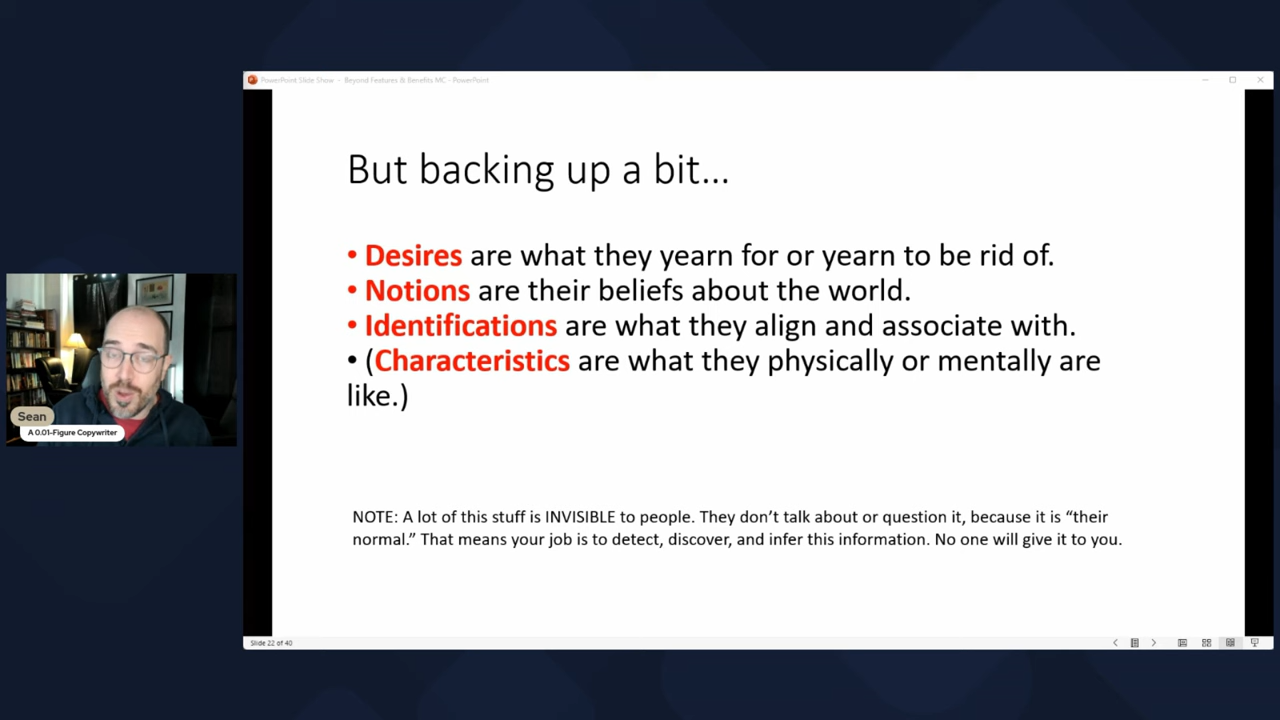 PowerPoint Slide Show - Beyond Features & Benefits MC - PowerPoint
But backing up a bit...
• Desires are what they yearn for or yearn to be rid of.
• Notions are their beliefs about the world.
• Identifications are what they align and associate with.
• (Characteristics are what they physically or mentally are
like.)
Sean
A 0.01-Figure Copywriter
NOTE: A lot of this stuff is INVISIBLE to people. They don’t talk about or question it, because it is “their
normal.” That means your job is to detect, discover, and infer this information. No one will give it to you.
Slide 22 of 40